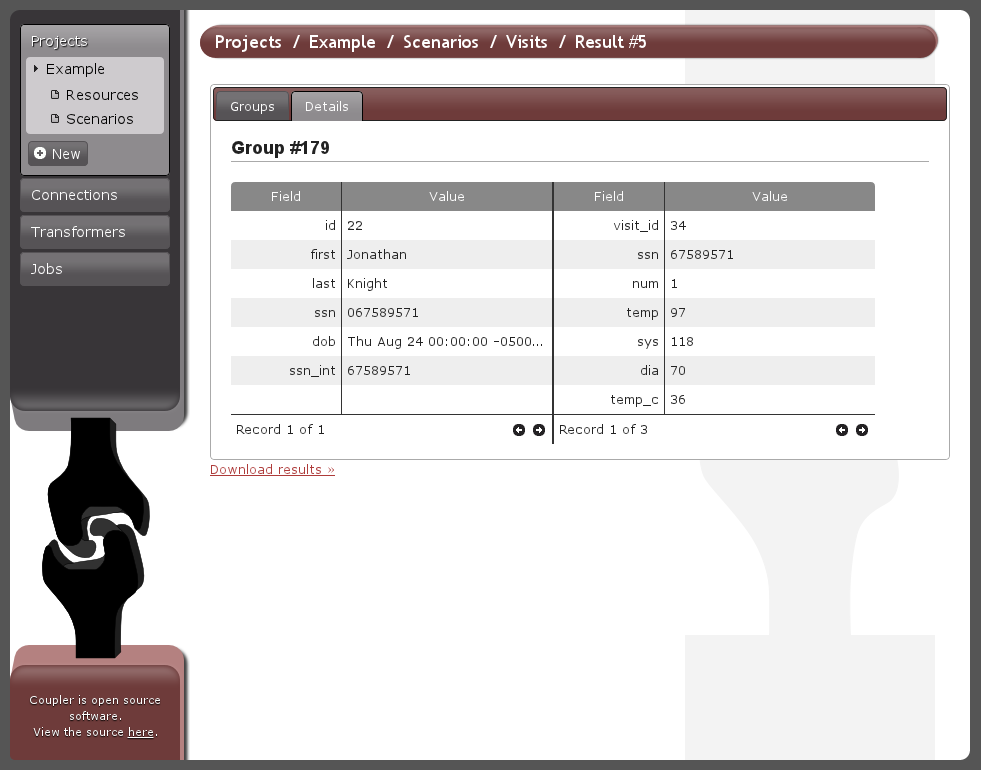 Projects
Example
Resources
Scenarios
New
Connections
Transformers
Jobs
Projects / Example / Scenarios / Visits / Result #5
Groups Details
Group #179
Field Value Field Value
id 22 visit_id 34
first Jonathan ssn 67589571
last Knight num 1
ssn 067589571 temp 97
dob Thu Aug 24 00:00:00 -0500... sys 118
ssn_int 67589571 dia 70
temp_c 36
Record 1 of 1 Record 1 of 3
Download results »
Coupler is open source
software.
View the source here.